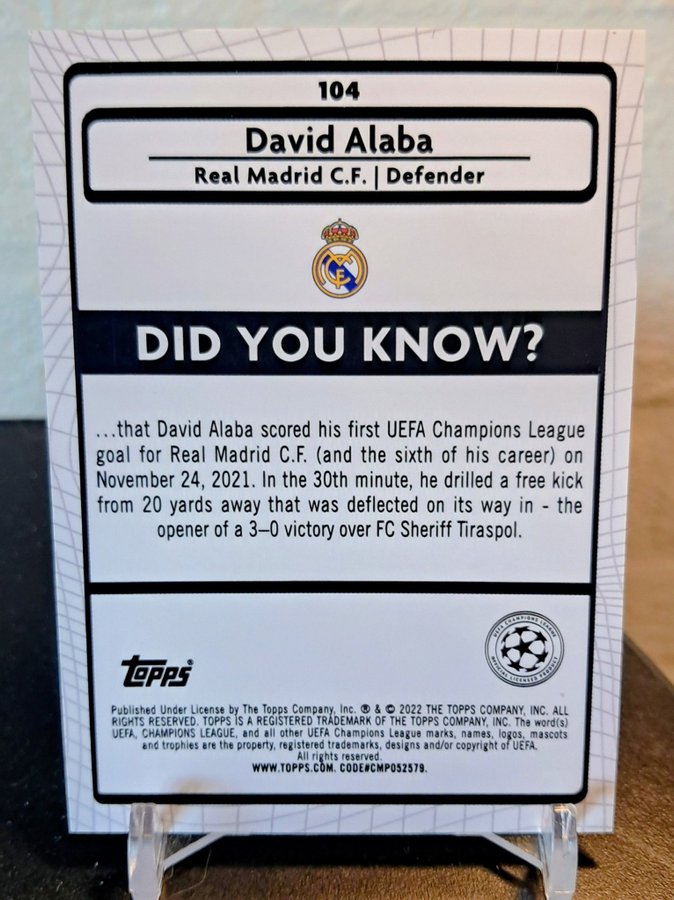 104
David Alaba
Real Madrid C.F. | Defender
DID YOU KNOW?
...that David Alaba scored his first UEFA Champions League
goal for Real Madrid C.F. (and the sixth of his career) on
November 24, 2021. In the 30th minute, he drilled a free kick
from 20 yards away that was deflected on its way in - the
opener of a 3–0 victory over FC Sheriff Tiraspol.
UEFA CHAMPIONS LEAGUE
OFFICIAL LICENSED PRODUCT
Topps®
Published Under License by The Topps Company, Inc. ® & © 2022 THE TOPPS COMPANY, INC. ALL
RIGHTS RESERVED. TOPPS IS A REGISTERED TRADEMARK OF THE TOPPS COMPANY, INC. The word(s)
UEFA, CHAMPIONS LEAGUE, and all other UEFA Champions League marks, names, logos, mascots
and trophies are the property, registered trademarks, designs and/or copyright of UEFA.
All rights reserved.
WWW.TOPPS.COM. CODE#CMP052579.